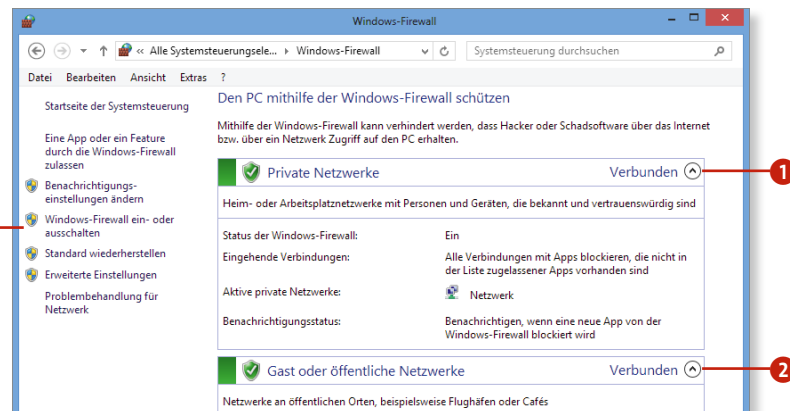 Windows-Firewall
« Alle Systemsteuerungsele... ▸ Windows-Firewall
Systemsteuerung durchsuchen
Datei Bearbeiten Ansicht Extras ?
Startseite der Systemsteuerung
Eine App oder ein Feature
durch die Windows-Firewall
zulassen
Benachrichtigungs-
einstellungen ändern
Windows-Firewall ein- oder
ausschalten
Standard wiederherstellen
Erweiterte Einstellungen
Problembehandlung für
Netzwerk
Den PC mithilfe der Windows-Firewall schützen
Mithilfe der Windows-Firewall kann verhindert werden, dass Hacker oder Schadsoftware über das Internet
bzw. über ein Netzwerk Zugriff auf den PC erhalten.
Private Netzwerke Verbunden
1
Heim- oder Arbeitsplatznetzwerke mit Personen und Geräten, die bekannt und vertrauenswürdig sind
Status der Windows-Firewall: Ein
Eingehende Verbindungen: Alle Verbindungen mit Apps blockieren, die nicht in
der Liste zugelassener Apps vorhanden sind
Aktive private Netzwerke: Netzwerk
Benachrichtigungsstatus: Benachrichtigen, wenn eine neue App von der
Windows-Firewall blockiert wird
Gast oder öffentliche Netzwerke Verbunden
2
Netzwerke an öffentlichen Orten, beispielsweise Flughäfen oder Cafés